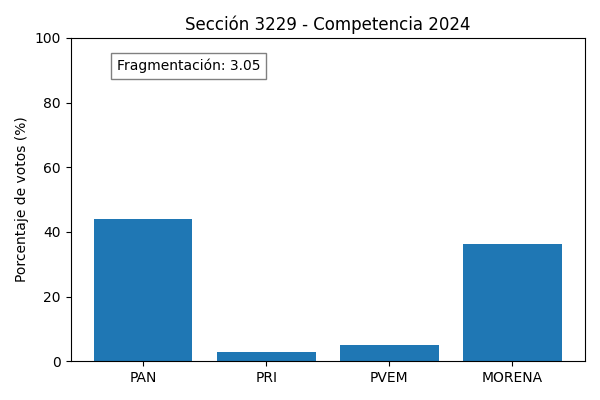 Sección 3229 - Competencia 2024
Fragmentación: 3.05
Porcentaje de votos (%)
100
80
60
40
20
0
PAN PRI PVEM MORENA